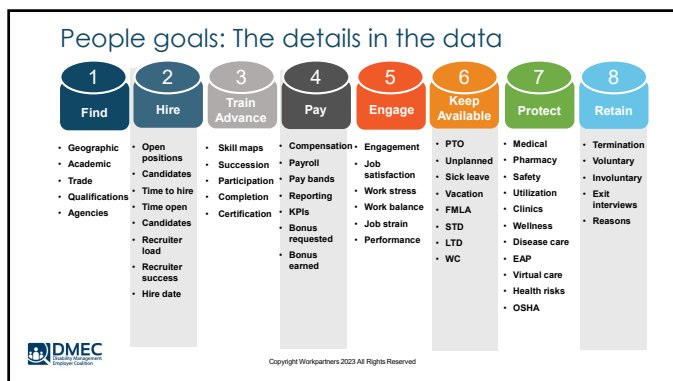 People goals: The details in the data
1
Find
• Geographic
• Academic
• Trade
• Qualifications
• Agencies
2
Hire
• Open
positions
• Candidates
• Time to hire
• Time open
• Candidates
• Recruiter
load
• Recruiter
success
• Hire date
3
Train
Advance
• Skill maps
• Succession
• Participation
• Completion
• Certification
4
Pay
• Compensation
• Payroll
• Pay bands
• Reporting
• KPIs
• Bonus
requested
• Bonus
earned
5
Engage
• Engagement
• Job
satisfaction
• Work stress
• Work balance
• Job strain
• Performance
6
Keep
Available
• PTO
• Unplanned
• Sick leave
• Vacation
• FMLA
• STD
• LTD
• WC
7
Protect
• Medical
• Pharmacy
• Safety
• Utilization
• Clinics
• Wellness
• Disease care
• EAP
• Virtual care
• Health risks
• OSHA
8
Retain
• Termination
• Voluntary
• Involuntary
• Exit
interviews
• Reasons
DMEC
Disability Management
Employer Coalition
Copyright Workpartners 2023 All Rights Reserved